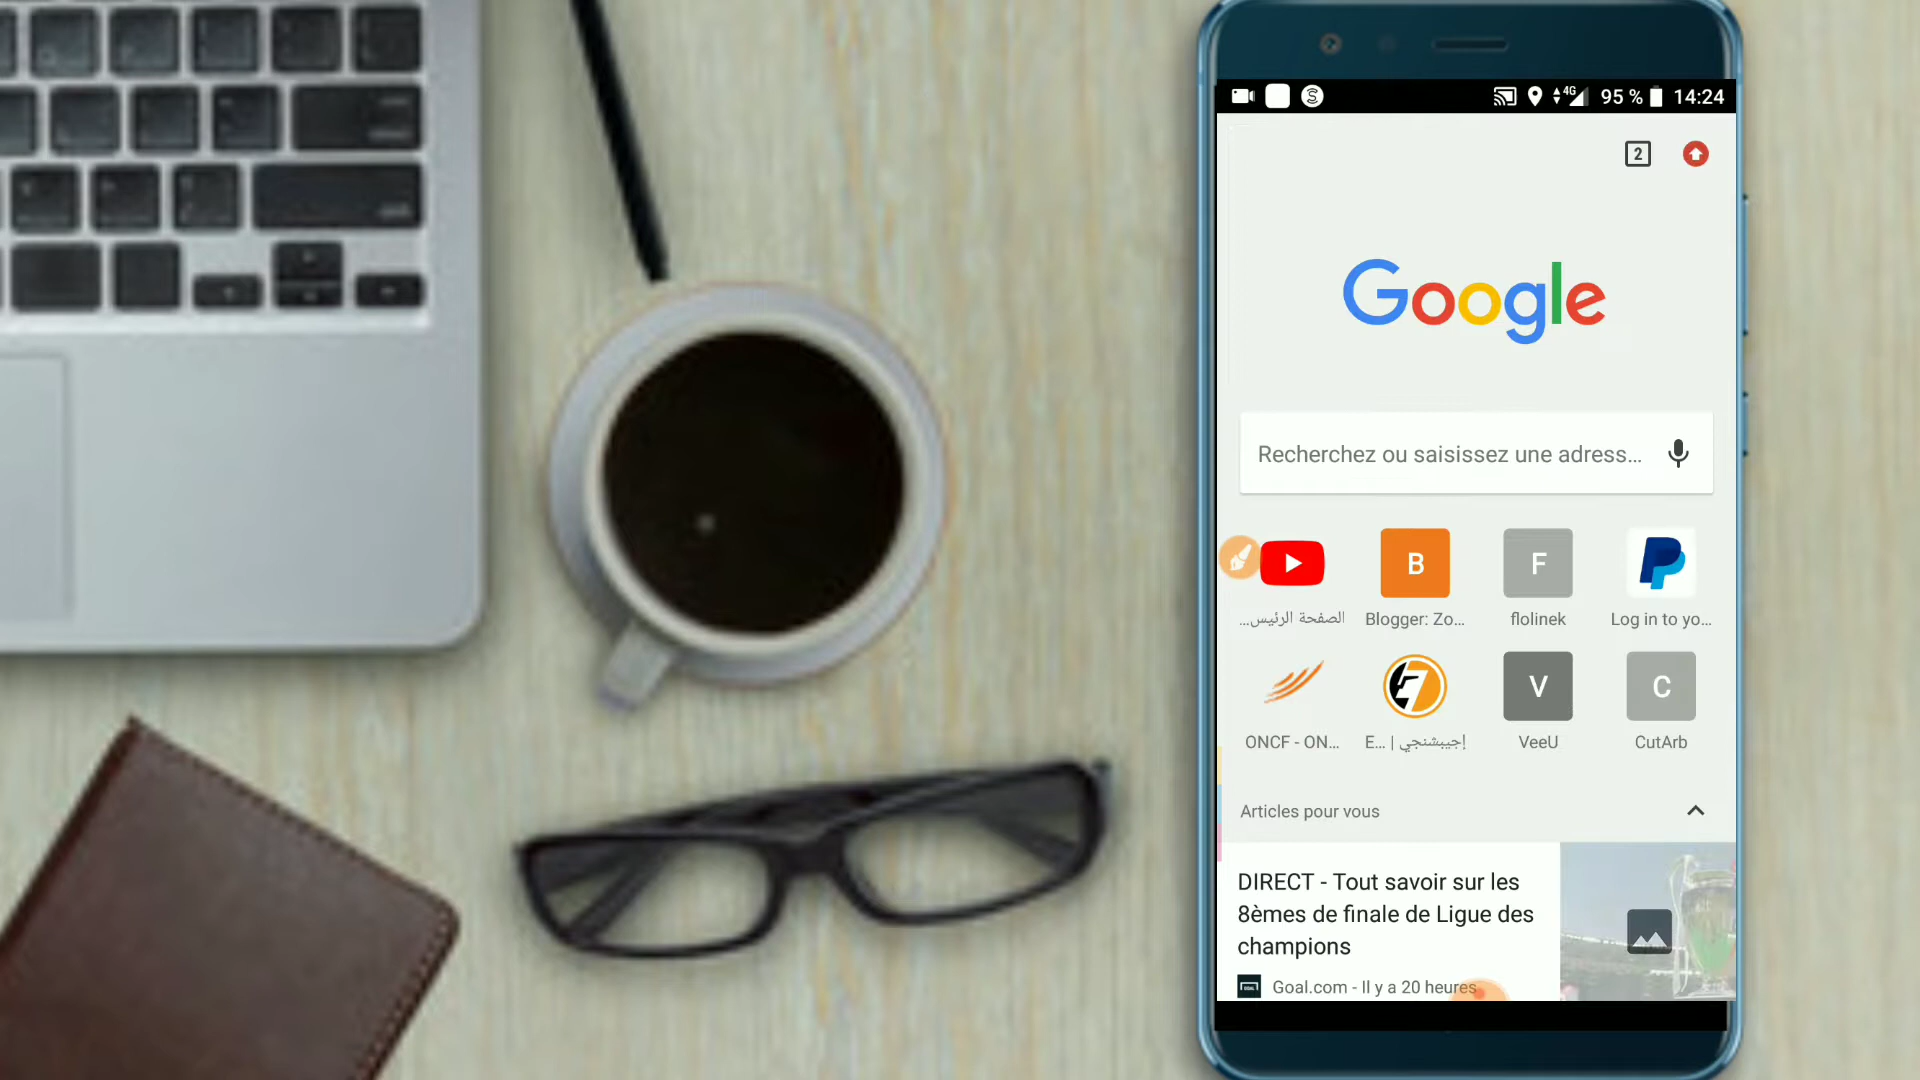 4G 95 % 14:24
2
Google
Recherchez ou saisissez une adress...
B F
الصفحة الرئيس... Blogger: Zo... flolinek Log in to yo...
V C
ONCF - ON... E... | إجيبشنجي VeeU CutArb
Articles pour vous
DIRECT - Tout savoir sur les
8èmes de finale de Ligue des
champions
Goal.com - Il y a 20 heures